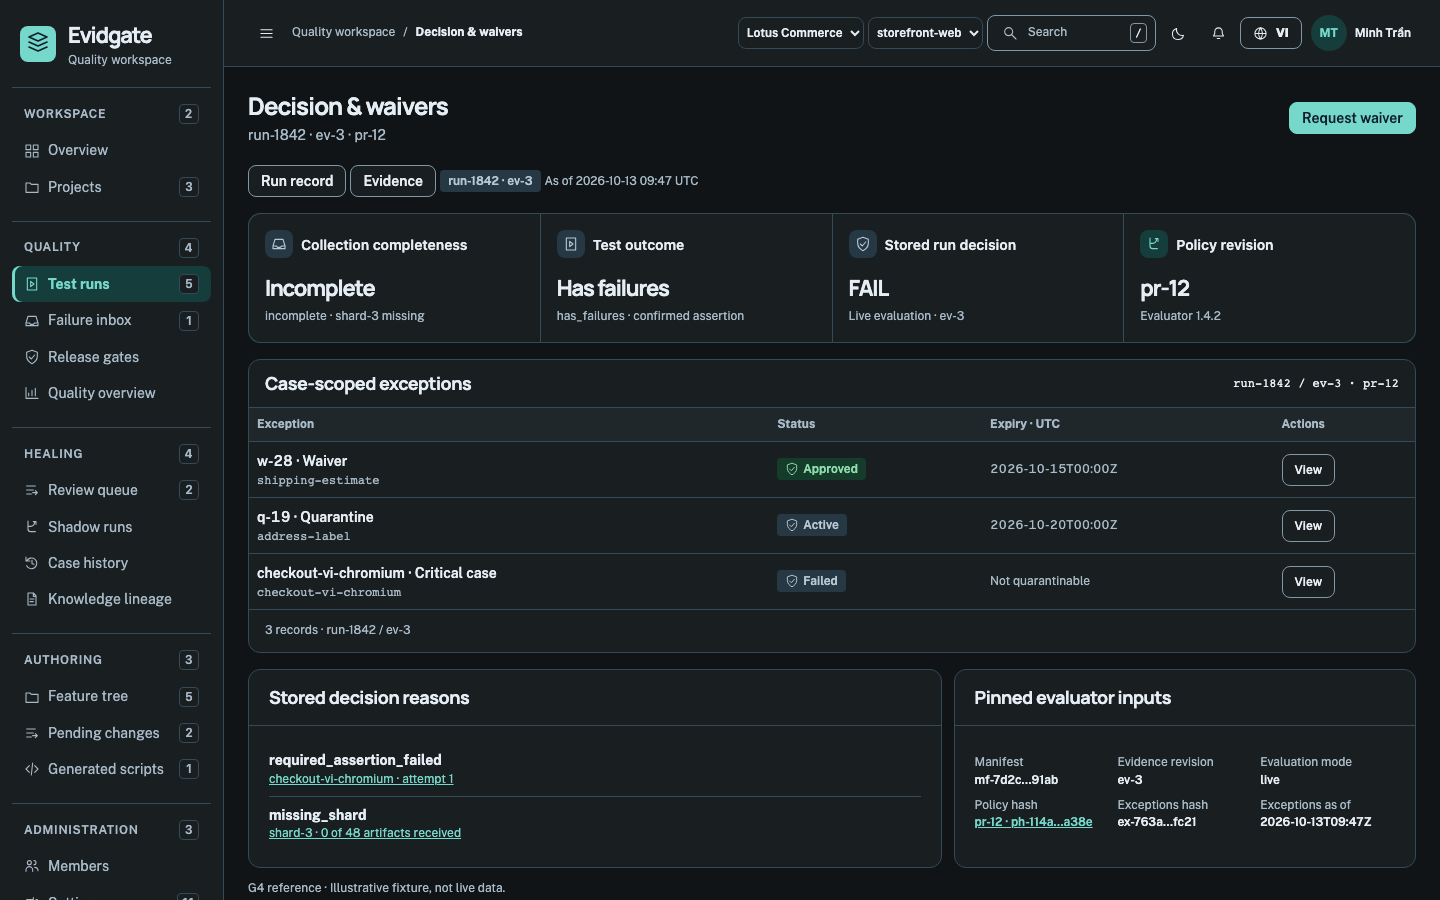 Evidgate
Quality workspace
WORKSPACE 2
Overview
Projects 3
QUALITY 4
Test runs 5
Failure inbox 1
Release gates
Quality overview
HEALING 4
Review queue 2
Shadow runs
Case history
Knowledge lineage
AUTHORING 3
Feature tree 5
Pending changes 2
Generated scripts 1
ADMINISTRATION 3
Members
Quality workspace / Decision & waivers
Lotus Commerce
storefront-web
Search /
VI
MT Minh Trần
Decision & waivers
run-1842 · ev-3 · pr-12
Request waiver
Run record Evidence run-1842 · ev-3 As of 2026-10-13 09:47 UTC
Collection completeness
Incomplete
incomplete · shard-3 missing
Test outcome
Has failures
has_failures · confirmed assertion
Stored run decision
FAIL
Live evaluation · ev-3
Policy revision
pr-12
Evaluator 1.4.2
Case-scoped exceptions run-1842 / ev-3 · pr-12
Exception Status Expiry · UTC Actions
w-28 · Waiver
shipping-estimate
Approved 2026-10-15T00:00Z View
q-19 · Quarantine
address-label
Active 2026-10-20T00:00Z View
checkout-vi-chromium · Critical case
checkout-vi-chromium
Failed Not quarantinable View
3 records · run-1842 / ev-3
Stored decision reasons
required_assertion_failed
checkout-vi-chromium · attempt 1
missing_shard
shard-3 · 0 of 48 artifacts received
Pinned evaluator inputs
Manifest
mf-7d2c…91ab
Evidence revision
ev-3
Evaluation mode
live
Policy hash
pr-12 · ph-114a…a38e
Exceptions hash
ex-763a…fc21
Exceptions as of
2026-10-13T09:47Z
G4 reference · Illustrative fixture, not live data.